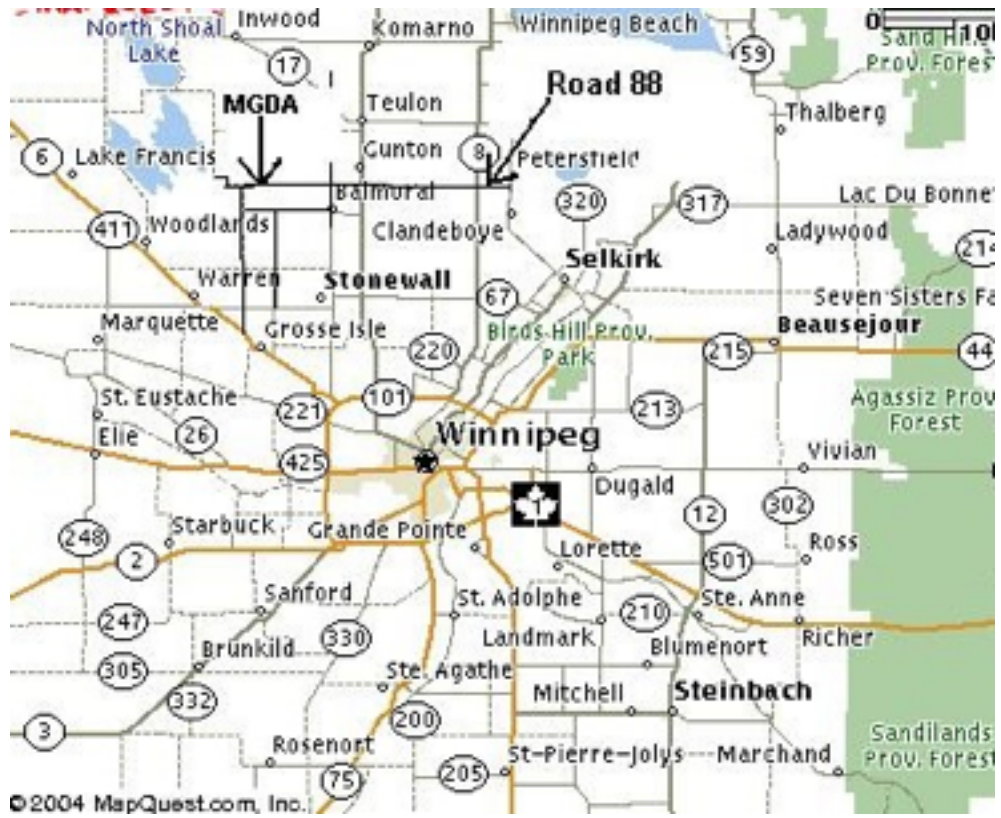 Inwood
Komarno
Winnipeg Beach
0
North Shoal
Lake
17
59
Sand
Prov. Forest
MGDA
Teulon
Road 88
Thalberg
6
Lake Francis
Gunton
8
Petersfield
Balmoral
320
317
Lac Du Bonnet
411
Woodlands
Clandeboye
Ladywood
214
Selkirk
Warren
Stonewall
67
Seven Sisters Fa
Marquette
Grosse Isle
Birds Hill Prov.
Park
Beausejour
220
215
44
St. Eustache
221
101
213
Agassiz Prov
Forest
Elie
26
Winnipeg
425
Vivian
Dugald
1
302
248
Starbuck
Grande Pointe
12
2
Lorette
Ross
501
Sanford
St. Adolphe
Ste. Anne
247
330
210
Landmark
Richer
Brunkild
Blumenort
305
Ste. Agathe
332
Mitchell
Steinbach
3
200
Sandilands
Prov. Forest
Rosenort
St-Pierre-Jolys
Marchand
75
205
©2004 MapQuest.com, Inc.